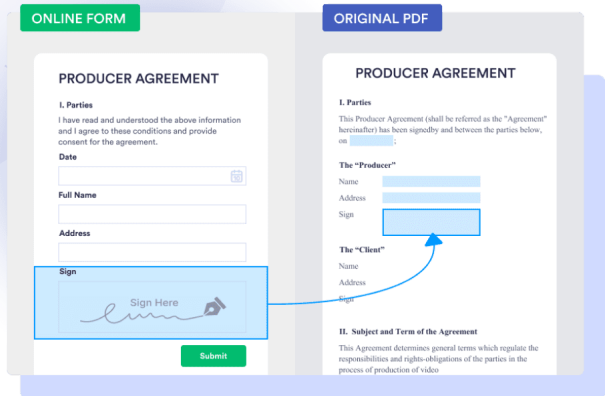 ONLINE FORM
PRODUCER AGREEMENT
I. Parties
I have read and understood the above information
and I agree to these conditions and provide
consent for the agreement.
Date
Full Name
Address
Sign
Sign Here
Submit
ORIGINAL PDF
PRODUCER AGREEMENT
I. Parties
This Producer Agreement (shall be referred as the "Agreement"
hereinafter) has been signedby and between the parties below,
on ;
The “Producer”
Name
Address
Sign
The “Client”
Name
Address
Sign
II. Subject and Term of the Agreement
This Agreement determines general terms which regulate the
responsibilities and rights-obligations of the parties in the
process of production of video